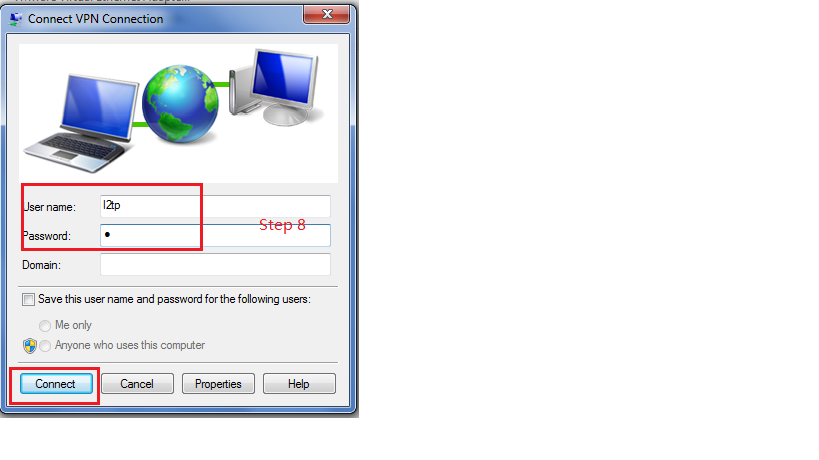 Connect VPN Connection
User name: l2tp
Step 8
Password:
Domain:
Save this user name and password for the following users:
Me only
Anyone who uses this computer
Connect Cancel Properties Help